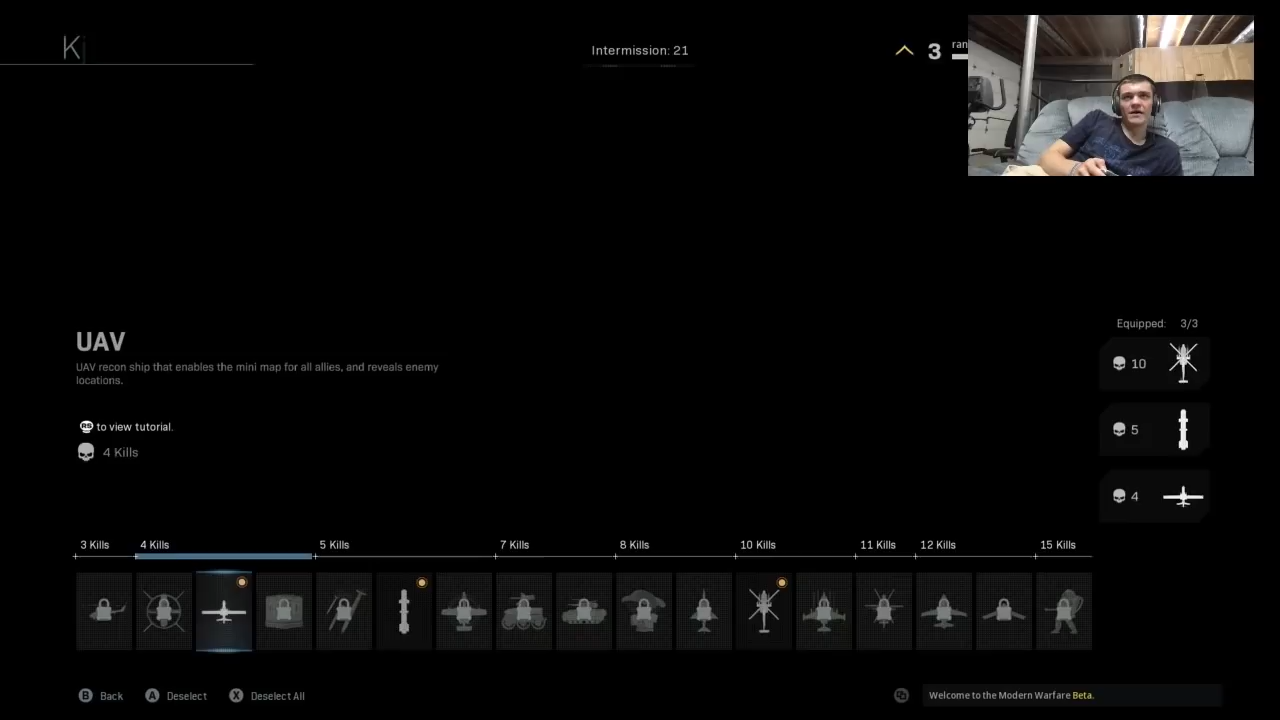 K
Intermission: 21
3
UAV
UAV recon ship that enables the mini map for all allies, and reveals enemy
locations.
RS to view tutorial.
4 Kills
Equipped: 3/3
10
5
4
3 Kills
4 Kills
5 Kills
7 Kills
8 Kills
10 Kills
11 Kills
12 Kills
15 Kills
B Back
A Deselect
X Deselect All
Welcome to the Modern Warfare Beta.